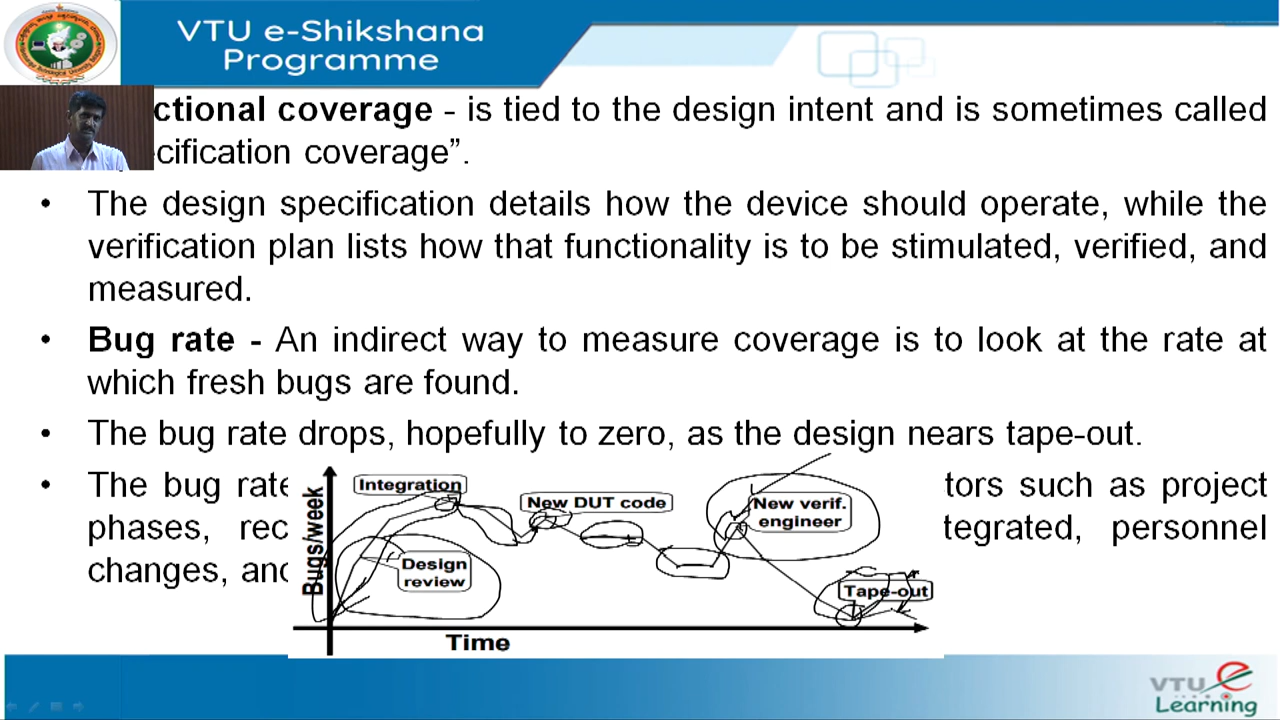 VTU e-Shikshana
Programme
ctional coverage - is tied to the design intent and is sometimes called
ecification coverage”.
• The design specification details how the device should operate, while the
verification plan lists how that functionality is to be stimulated, verified, and
measured.
• Bug rate - An indirect way to measure coverage is to look at the rate at
which fresh bugs are found.
• The bug rate drops, hopefully to zero, as the design nears tape-out.
• The bug rate tors such as project
phases, rec tegrated, personnel
changes, and
Bugs/week
Integration
Design
review
New DUT code
New verif.
engineer
Tape-out
Time
VTU
Learning